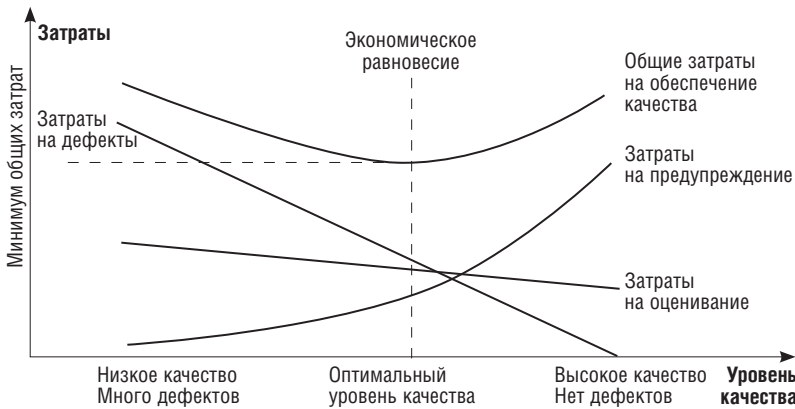 Затраты
Экономическое
равновесие
Общие затраты
на обеспечение
качества
Затраты
на дефекты
Затраты
на предупреждение
Минимум общих затрат
Затраты
на оценивание
Низкое качество
Много дефектов
Оптимальный
уровень качества
Высокое качество
Нет дефектов
Уровень
качества